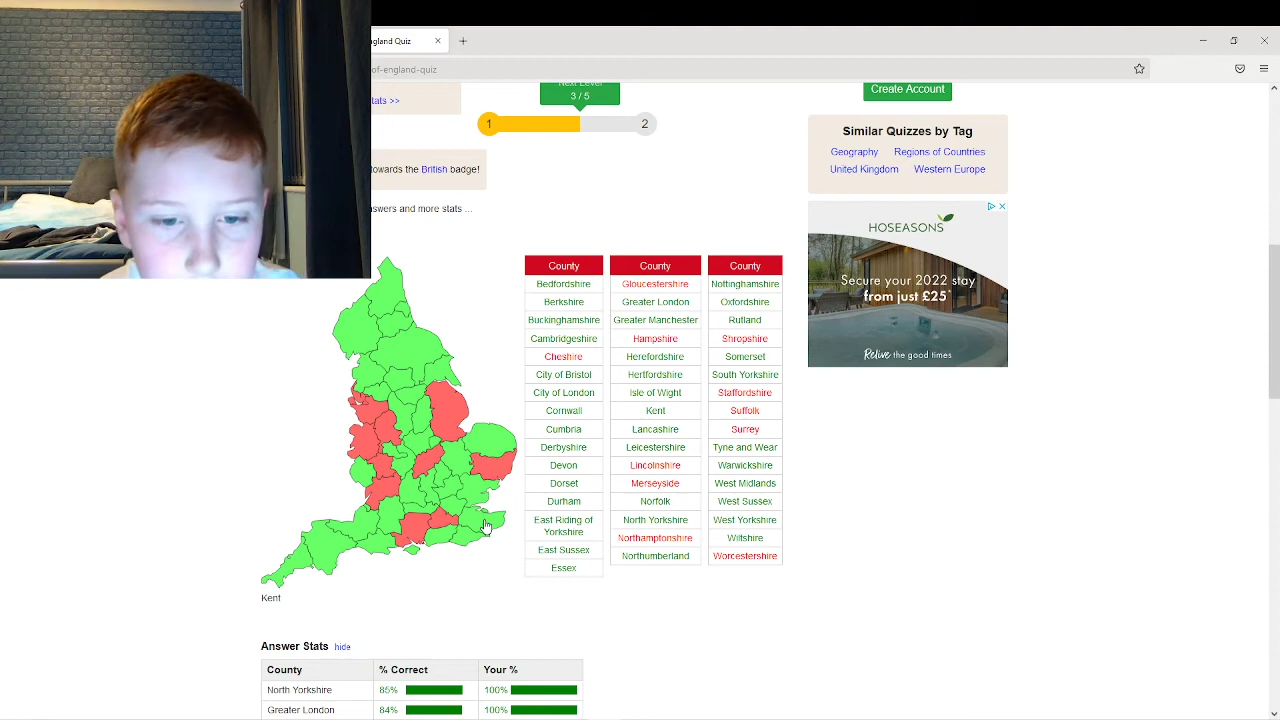 ngland Quiz
of-england-quiz
tats >>
Next Level
3 / 5
Create Account
1
2
Similar Quizzes by Tag
Geography Regions of Countries
United Kingdom Western Europe
towards the British badge!
nswers and more stats ...
HOSEASONS
Secure your 2022 stay
from just £25*
Relive the good times
County County County
Bedfordshire Gloucestershire Nottinghamshire
Berkshire Greater London Oxfordshire
Buckinghamshire Greater Manchester Rutland
Cambridgeshire Hampshire Shropshire
Cheshire Herefordshire Somerset
City of Bristol Hertfordshire South Yorkshire
City of London Isle of Wight Staffordshire
Cornwall Kent Suffolk
Cumbria Lancashire Surrey
Derbyshire Leicestershire Tyne and Wear
Devon Lincolnshire Warwickshire
Dorset Merseyside West Midlands
Durham Norfolk West Sussex
East Riding of
Yorkshire North Yorkshire West Yorkshire
East Sussex Northamptonshire Wiltshire
Essex Northumberland Worcestershire
Kent
Answer Stats hide
County % Correct Your %
North Yorkshire 85% 100%
Greater London 84% 100%